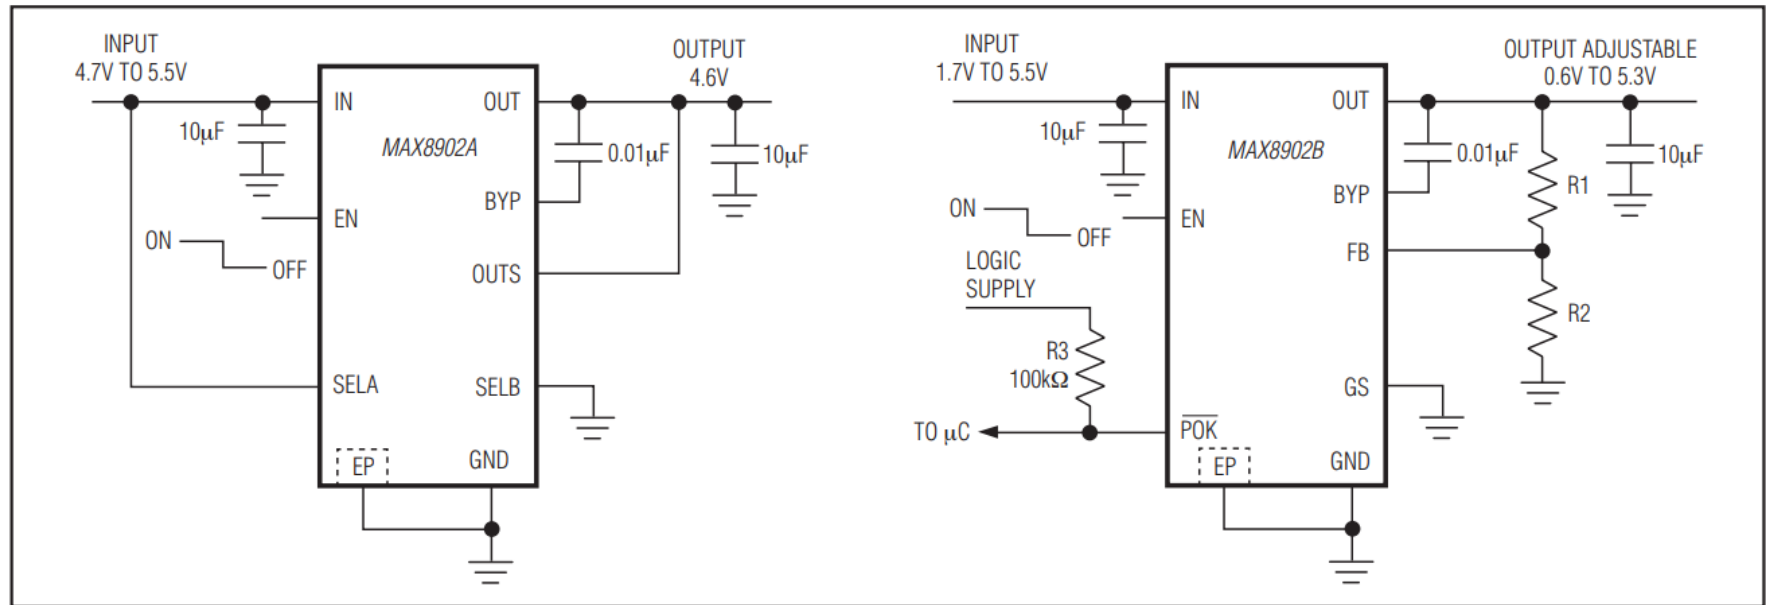 INPUT
4.7V TO 5.5V
OUTPUT
4.6V
IN
OUT
10µF
MAX8902A
0.01µF
10µF
BYP
EN
ON
OFF
OUTS
SELA
SELB
EP
GND
INPUT
1.7V TO 5.5V
OUTPUT ADJUSTABLE
0.6V TO 5.3V
IN
OUT
10µF
MAX8902B
0.01µF
10µF
R1
BYP
EN
ON
OFF
FB
LOGIC
SUPPLY
R2
R3
100kΩ
GS
TO µC
POK
EP
GND